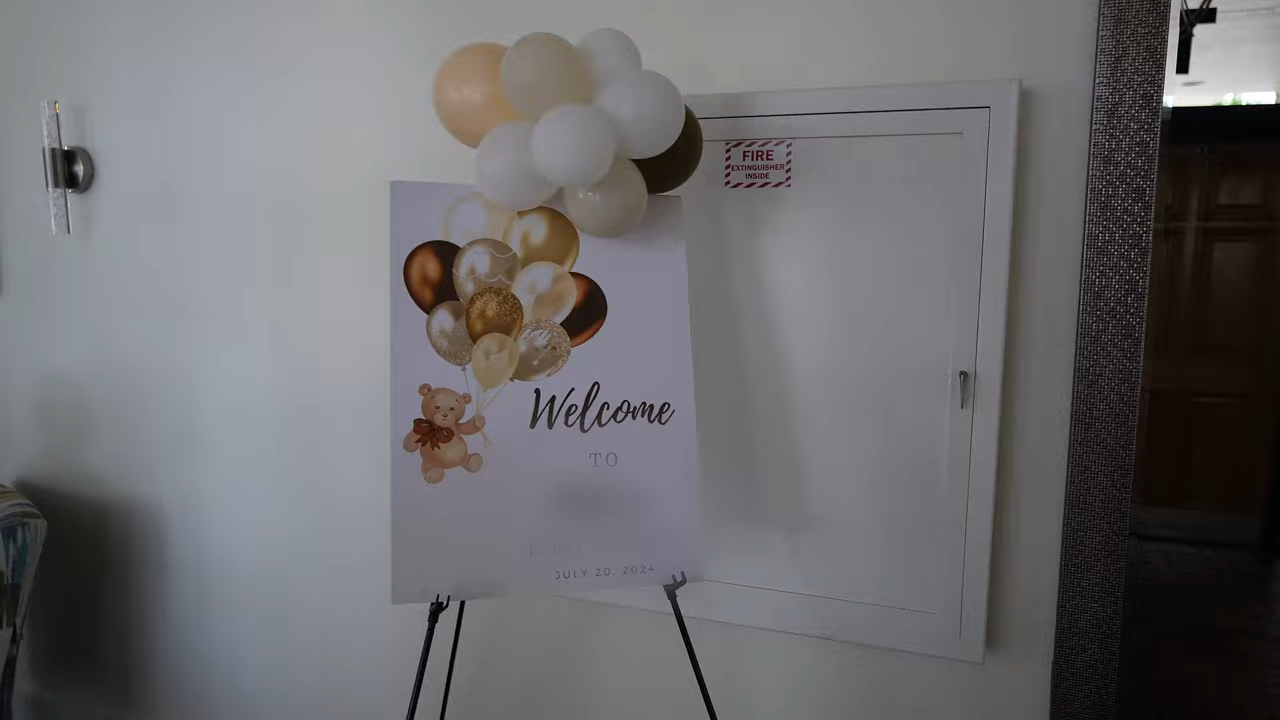 FIRE
EXTINGUISHER
INSIDE
Welcome
TO
JULY 20, 2024